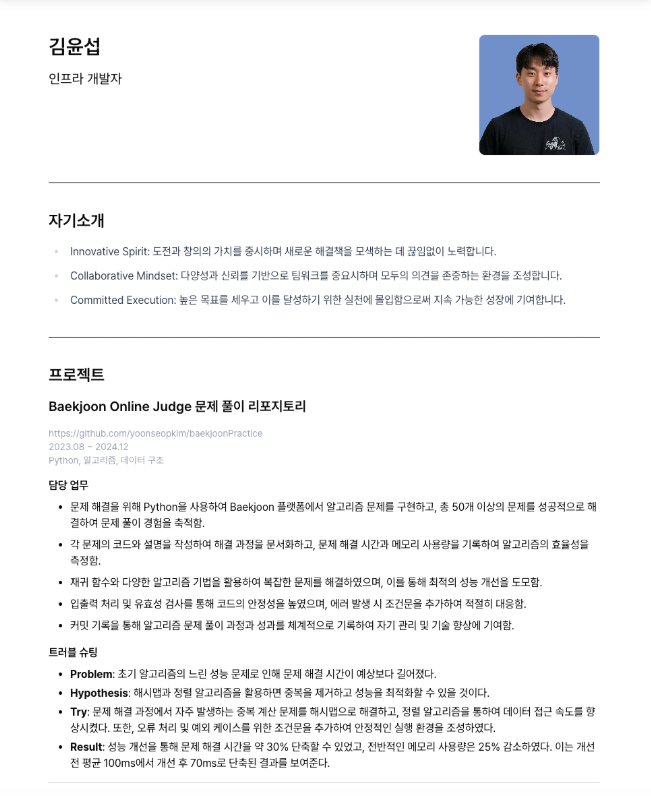 김윤섭
인프라 개발자
자기소개
Innovative Spirit: 도전과 창의의 가치를 중시하며 새로운 해결책을 모색하는 데 끊임없이 노력합니다.
Collaborative Mindset: 다양성과 신뢰를 기반으로 팀워크를 중요시하며 모두의 의견을 존중하는 환경을 조성합니다.
Committed Execution: 높은 목표를 세우고 이를 달성하기 위한 실천에 몰입함으로써 지속 가능한 성장에 기여합니다.
프로젝트
Baekjoon Online Judge 문제 풀이 리포지토리
https://github.com/yoonseopkim/baekjoonPractice
2023.08 ~ 2024.12
Python, 알고리즘, 데이터 구조
담당 업무
문제 해결을 위해 Python을 사용하여 Baekjoon 플랫폼에서 알고리즘 문제를 구현하고, 총 50개 이상의 문제를 성공적으로 해
결하여 문제 풀이 경험을 축적함.
각 문제의 코드와 설명을 작성하여 해결 과정을 문서화하고, 문제 해결 시간과 메모리 사용량을 기록하여 알고리즘의 효율성을
측정함.
재귀 함수와 다양한 알고리즘 기법을 활용하여 복잡한 문제를 해결하였으며, 이를 통해 최적의 성능 개선을 도모함.
입출력 처리 및 유효성 검사를 통해 코드의 안정성을 높였으며, 에러 발생 시 조건문을 추가하여 적절히 대응함.
커밋 기록을 통해 알고리즘 문제 풀이 과정과 성과를 체계적으로 기록하여 자기 관리 및 기술 향상에 기여함.
트러블 슈팅
Problem: 초기 알고리즘의 느린 성능 문제로 인해 문제 해결 시간이 예상보다 길어졌다.
Hypothesis: 해시맵과 정렬 알고리즘을 활용하면 중복을 제거하고 성능을 최적화할 수 있을 것이다.
Try: 문제 해결 과정에서 자주 발생하는 중복 계산 문제를 해시맵으로 해결하고, 정렬 알고리즘을 통하여 데이터 접근 속도를 향
상시켰다. 또한, 오류 처리 및 예외 케이스를 위한 조건문을 추가하여 안정적인 실행 환경을 조성하였다.
Result: 성능 개선을 통해 문제 해결 시간을 약 30% 단축할 수 있었고, 전반적인 메모리 사용량은 25% 감소하였다. 이는 개선
전 평균 100ms에서 개선 후 70ms로 단축된 결과를 보여준다.